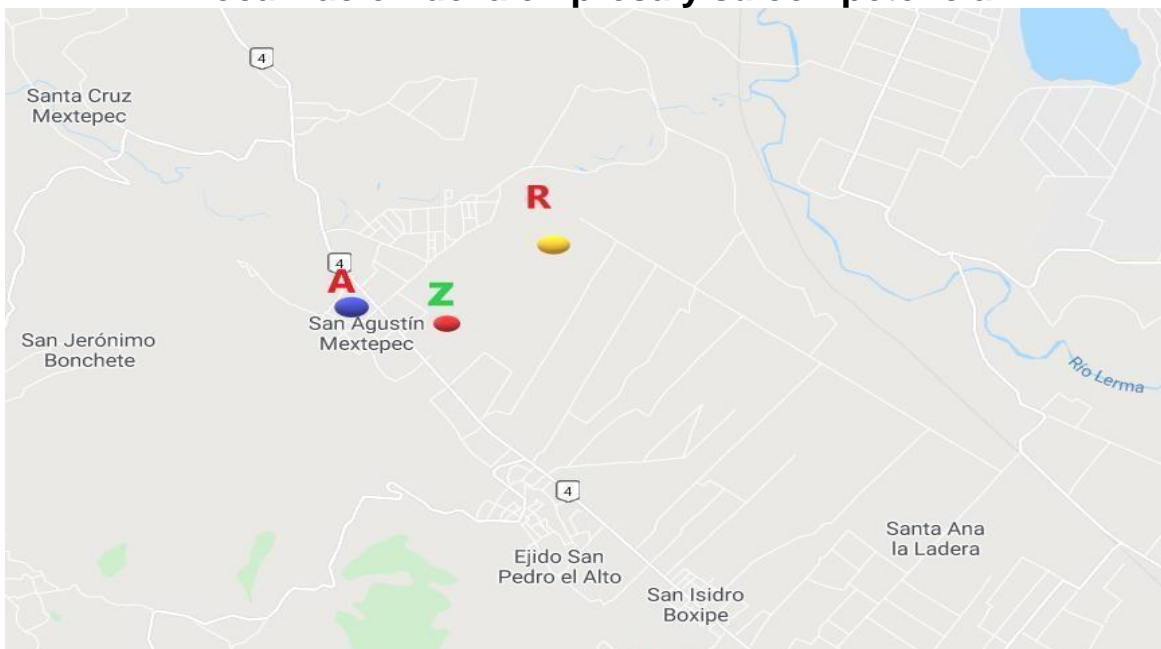 4
Santa Cruz
Mextepec
R
4
A
Z
San Agustín
Mextepec
San Jerónimo
Bonchete
Río Lerma
4
Santa Ana
la Ladera
Ejido San
Pedro el Alto
San Isidro
Boxipe